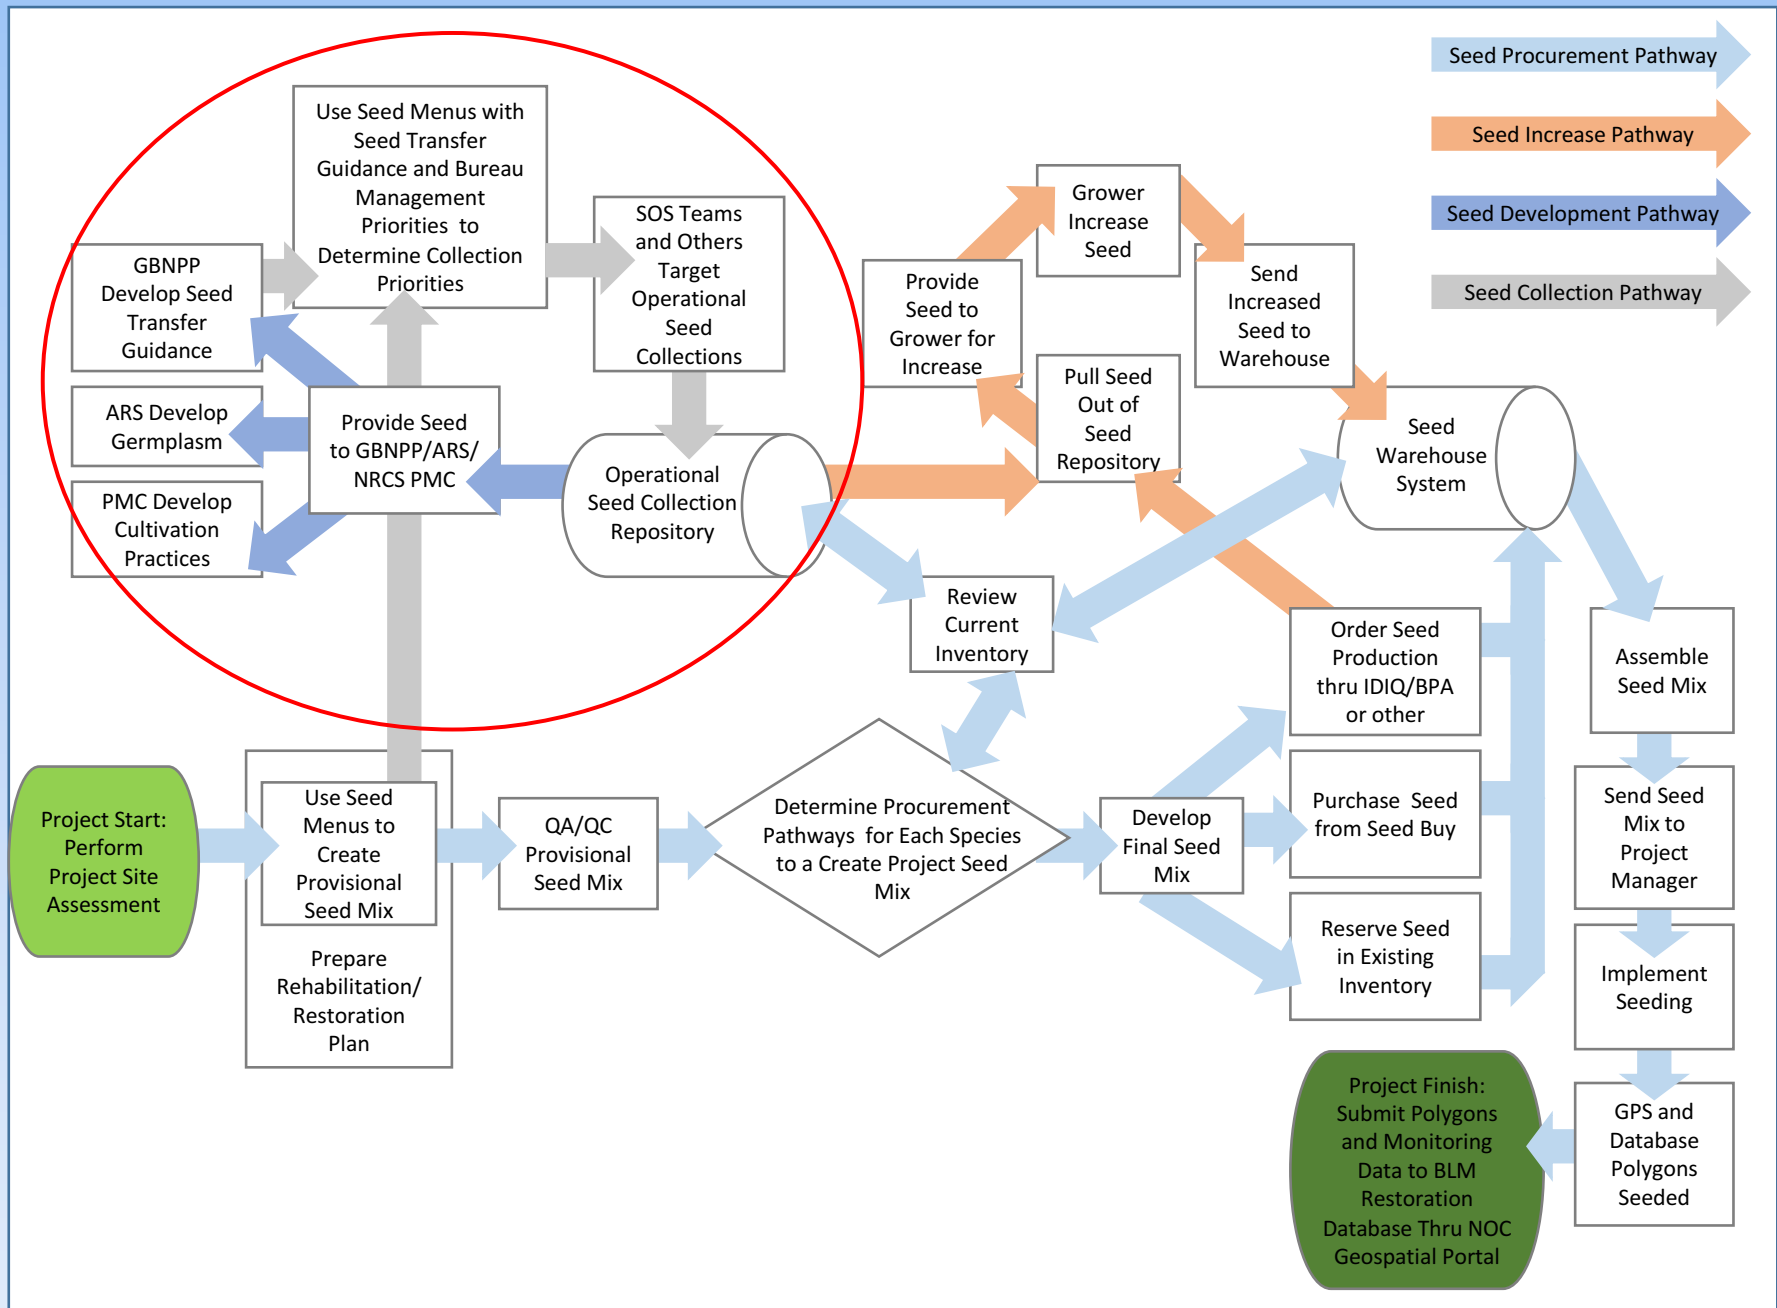 Seed Procurement Pathway
Seed Increase Pathway
Seed Development Pathway
Seed Collection Pathway
Use Seed Menus with
Seed Transfer
Guidance and Bureau
Management
Priorities to
Determine Collection
Priorities
SOS Teams
and Others
Target
Operational
Seed
Collections
GBNPP
Develop Seed
Transfer
Guidance
ARS Develop
Germplasm
PMC Develop
Cultivation
Practices
Provide Seed
to GBNPP/ARS/
NRCS PMC
Operational
Seed Collection
Repository
Provide
Seed to
Grower for
Increase
Grower
Increase
Seed
Send
Increased
Seed to
Warehouse
Pull Seed
Out of
Seed
Repository
Seed
Warehouse
System
Review
Current
Inventory
Order Seed
Production
thru IDIQ/BPA
or other
Assemble
Seed Mix
Project Start:
Perform
Project Site
Assessment
Use Seed
Menus to
Create
Provisional
Seed Mix
Prepare
Rehabilitation/
Restoration
Plan
QA/QC
Provisional
Seed Mix
Determine Procurement
Pathways for Each Species
to a Create Project Seed
Mix
Develop
Final Seed
Mix
Purchase Seed
from Seed Buy
Reserve Seed
in Existing
Inventory
Send Seed
Mix to
Project
Manager
Implement
Seeding
GPS and
Database
Polygons
Seeded
Project Finish:
Submit Polygons
and Monitoring
Data to BLM
Restoration
Database Thru NOC
Geospatial Portal